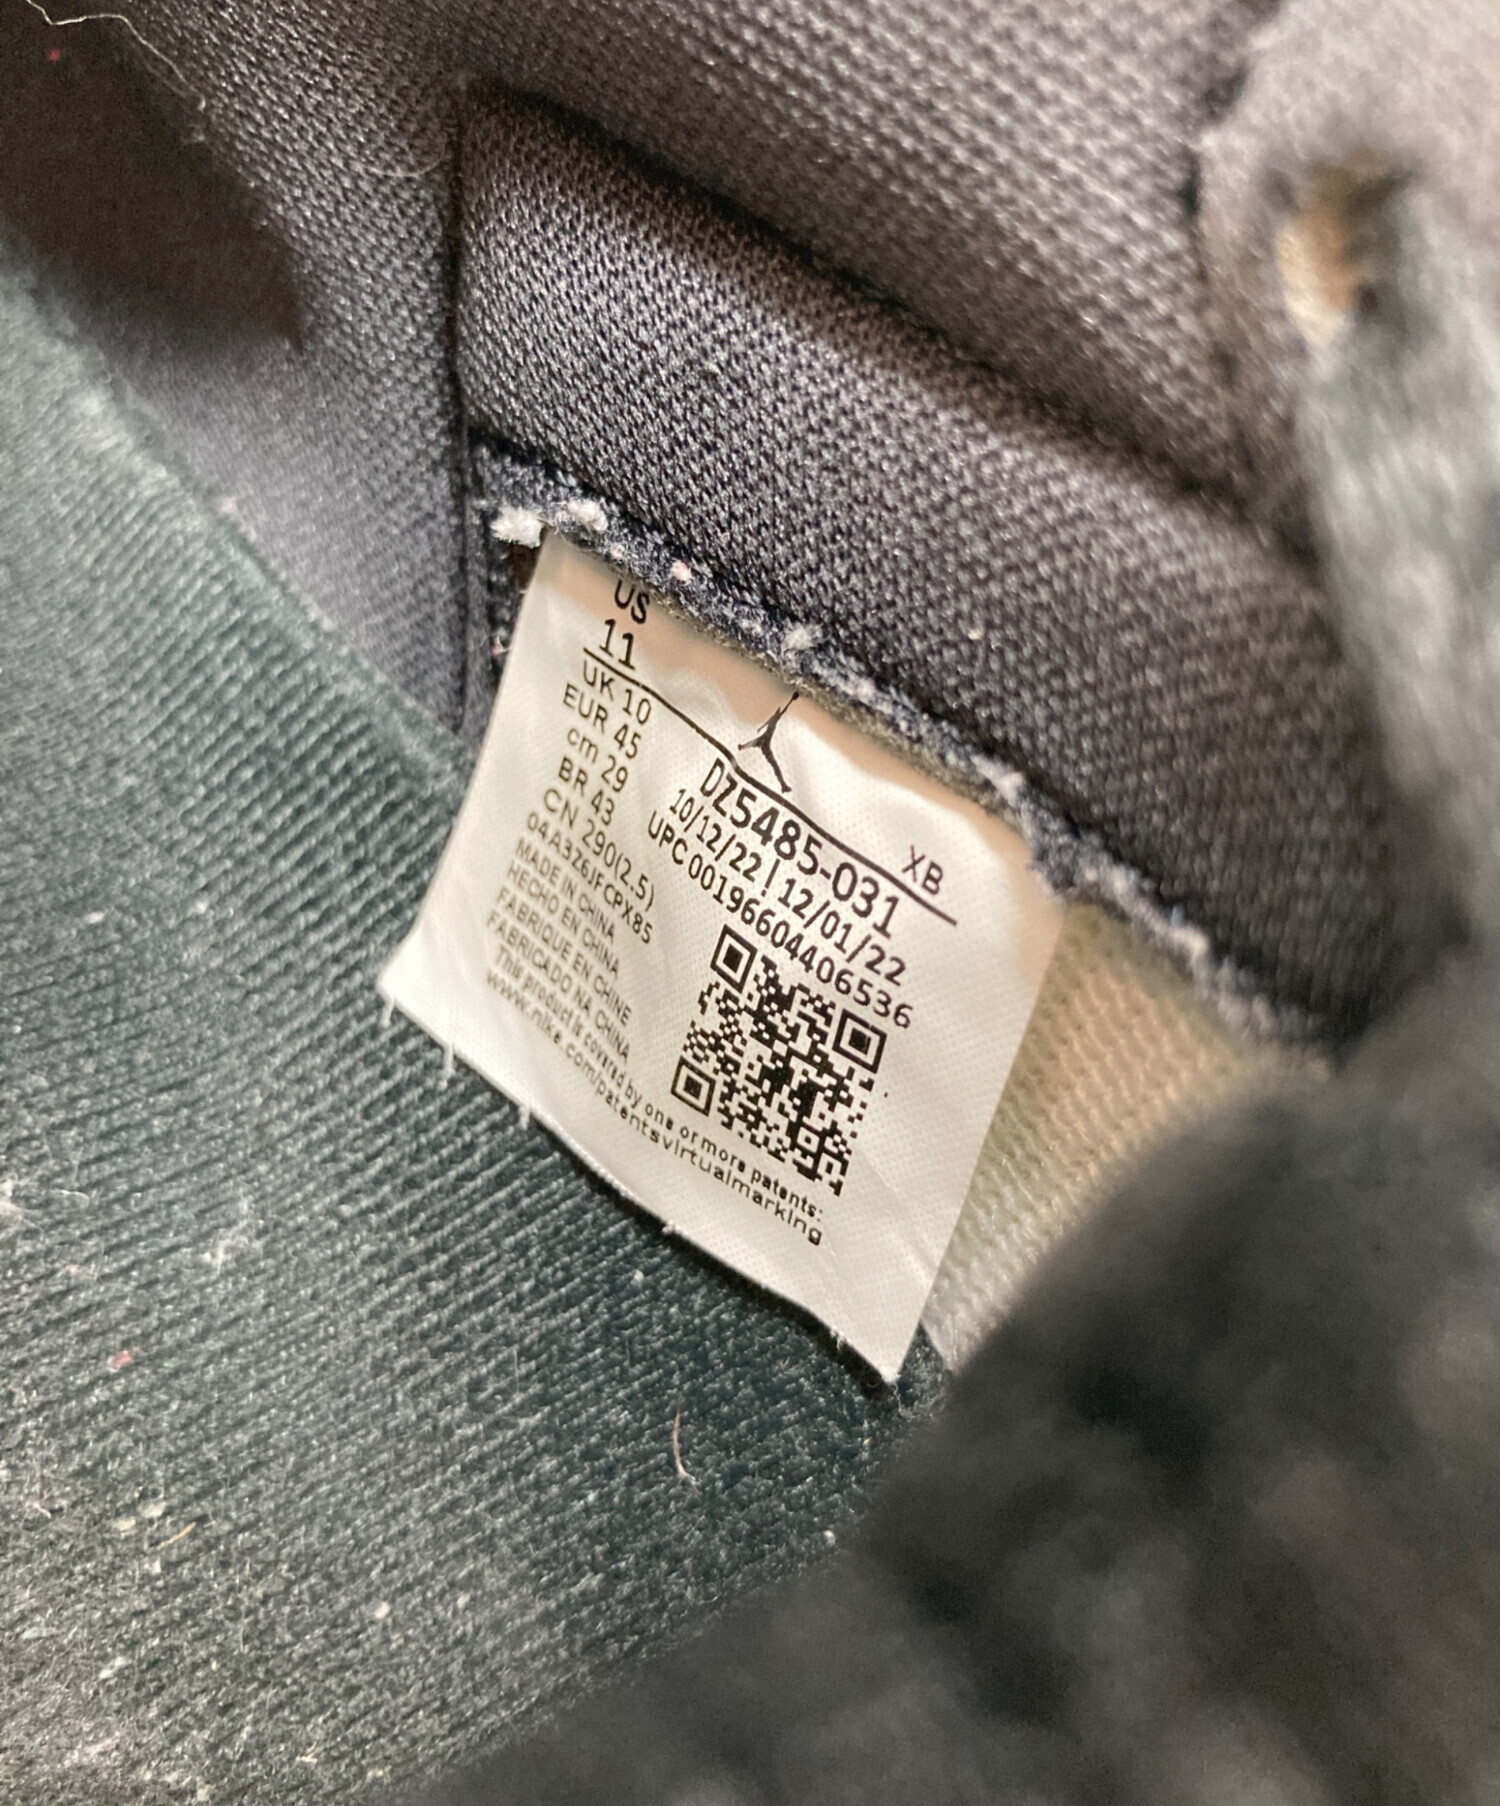 US
11
UK 10
EUR 45
cm 29
BR 43
CN 290(2.5)
04A3Z6JFCPX85
MADE IN CHINA
HECHO EN CHINA
FABRIQUE EN CHINE
FABRICADO NA CHINA
This product is covered by one or more patents:
www.nike.com/patentsvirtualmarking
XB
DZ5485-031
10/12/22 | 12/01/22
UPC 00196604406536